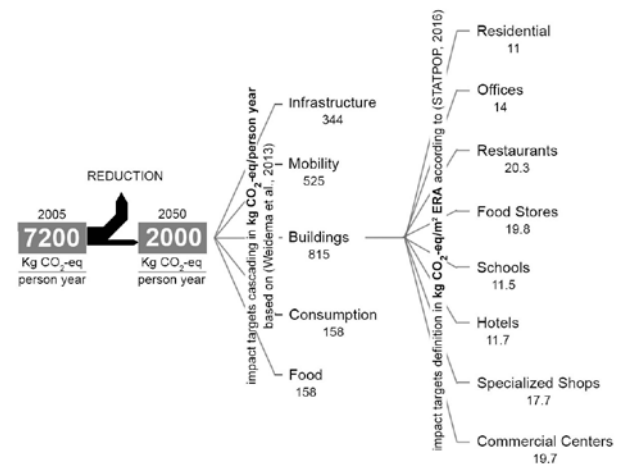 REDUCTION
2005
7200
Kg CO₂-eq
person year
2050
2000
Kg CO₂-eq
person year
impact targets cascading in kg CO₂-eq/person year
based on (Weidema et al., 2013)
Infrastructure
344
Mobility
525
Buildings
815
Consumption
158
Food
158
impact targets definition in kg CO₂-eq/m² ERA according to (STATPOP, 2016)
Residential
11
Offices
14
Restaurants
20.3
Food Stores
19.8
Schools
11.5
Hotels
11.7
Specialized Shops
17.7
Commercial Centers
19.7